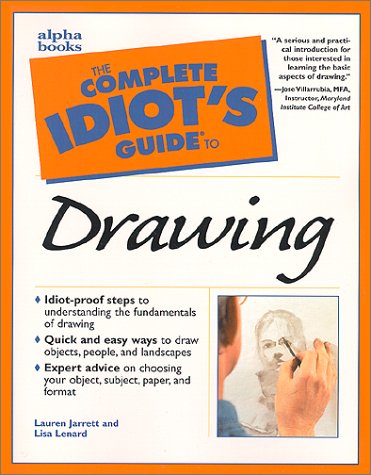 alpha
books
THE
COMPLETE
IDIOT'S
GUIDE® TO
"A serious and practi-
cal introduction for
those interested in
learning the basic
aspects of drawing."
—Jose Villarrubia, MFA,
Instructor, Maryland
Institute College of Art
Drawing
♦ Idiot-proof steps to
understanding the fundamentals
of drawing
♦ Quick and easy ways to draw
objects, people, and landscapes
♦ Expert advice on choosing
your object, subject, paper, and
format
Lauren Jarrett and
Lisa Lenard